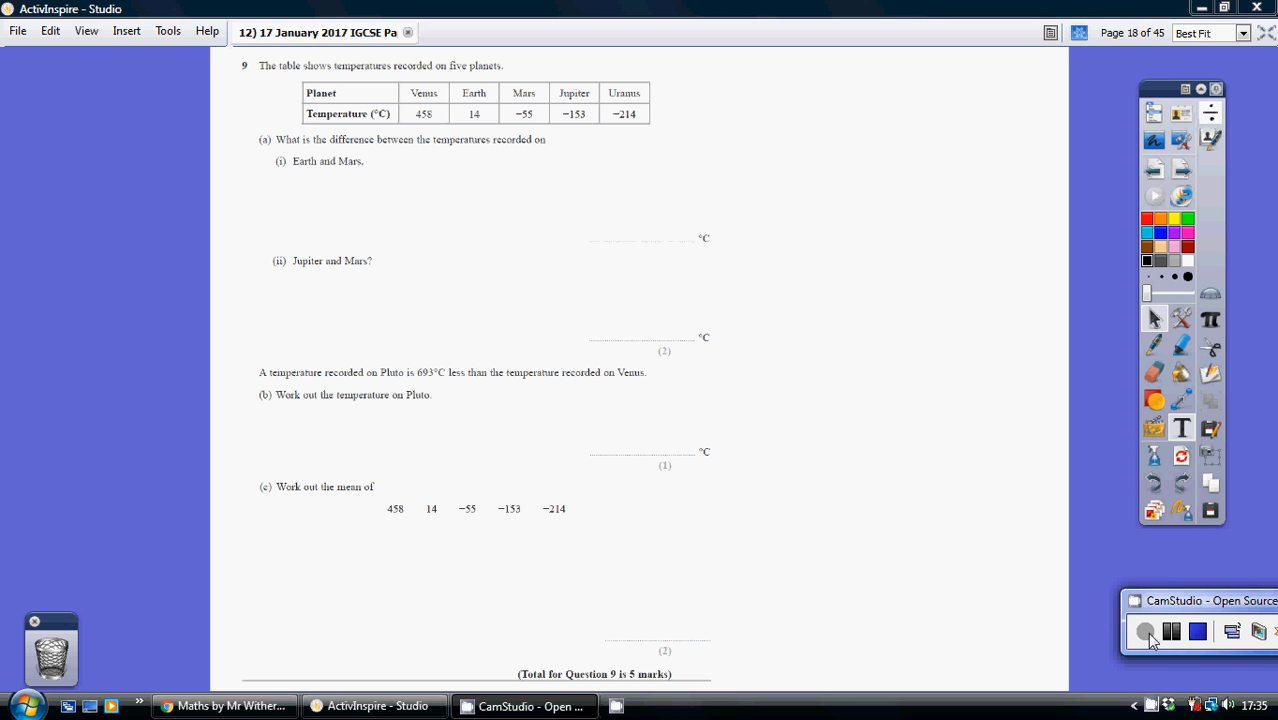 ActivInspire - Studio
File Edit View Insert Tools Help
12) 17 January 2017 IGCSE Pa
Page 18 of 45
Best Fit
9 The table shows temperatures recorded on five planets.
Planet Venus Earth Mars Jupiter Uranus
Temperature (°C) 458 14 −55 −153 −214
(a) What is the difference between the temperatures recorded on
(i) Earth and Mars,
°C
(ii) Jupiter and Mars?
°C
(2)
A temperature recorded on Pluto is 693°C less than the temperature recorded on Venus.
(b) Work out the temperature on Pluto.
°C
(1)
(c) Work out the mean of
458 14 −55 −153 −214
(2)
(Total for Question 9 is 5 marks)
CamStudio - Open Source
Maths by Mr Wither...
ActivInspire - Studio
CamStudio - Open ...
17:35